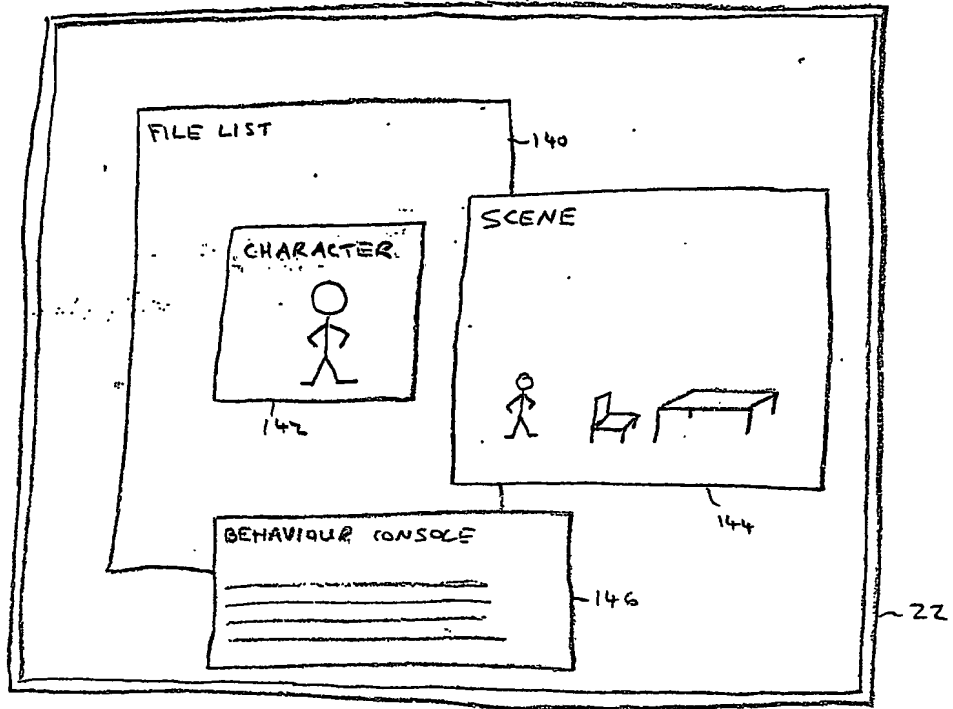 FILE LIST
140
SCENE
CHARACTER
142
144
BEHAVIOUR CONSOLE
146
22